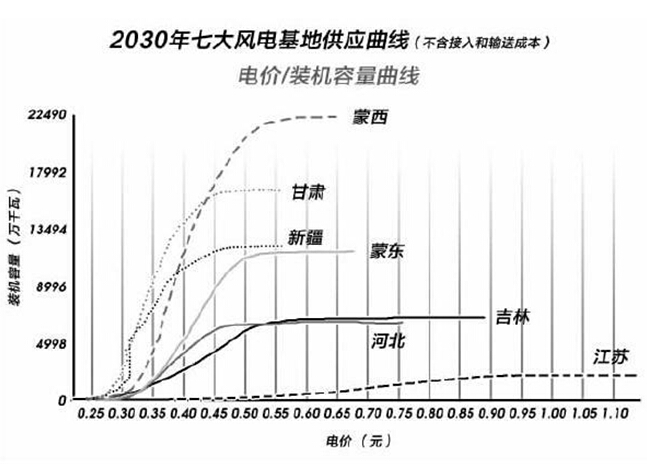 2030年七大风电基地供应曲线（不含接入和输送成本）
电价/装机容量曲线
装机容量（万千瓦）
22490
17992
13494
8996
4998
0
蒙西
甘肃
新疆
蒙东
吉林
河北
江苏
0.25 0.30 0.35 0.40 0.45 0.50 0.55 0.60 0.65 0.70 0.75 0.80 0.85 0.90 0.95 1.00 1.05 1.10
电价（元）